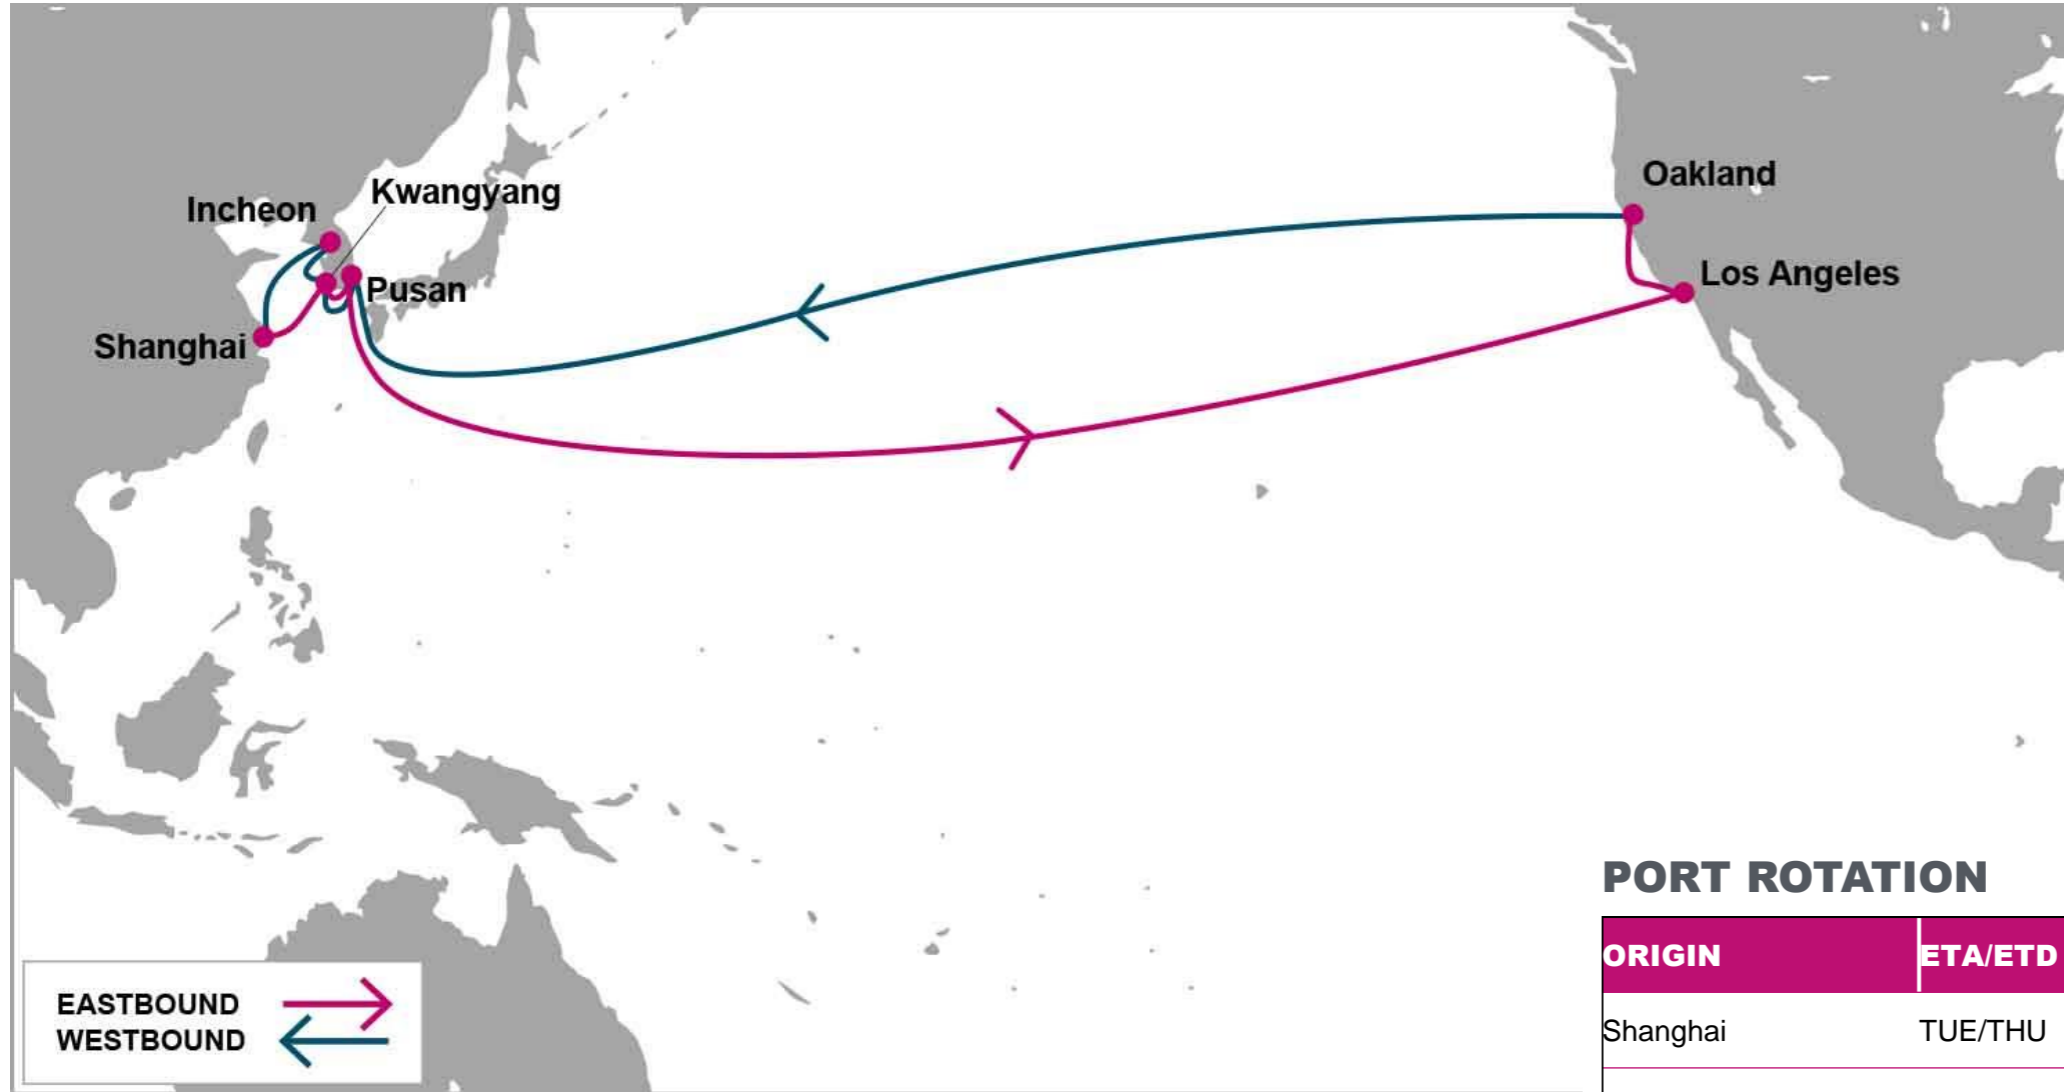 Oakland
Kwangyang
Incheon
Los Angeles
Pusan
Shanghai
PORT ROTATION
ORIGIN ETA/ETD
Shanghai TUE/THU
EASTBOUND
WESTBOUND